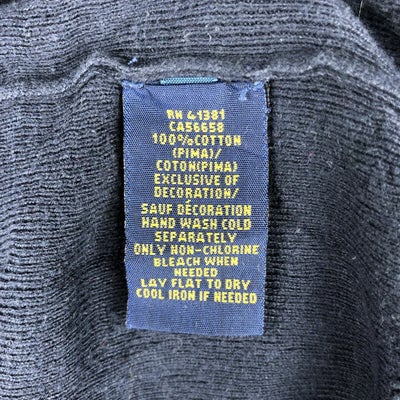 RN 41381
CA56658
100%COTTON
(PIMA)/
COTON(PIMA)
EXCLUSIVE OF
DECORATION/
SAUF DÉCORATION
HAND WASH COLD
SEPARATELY
ONLY NON-CHLORINE
BLEACH WHEN
NEEDED
LAY FLAT TO DRY
COOL IRON IF NEEDED